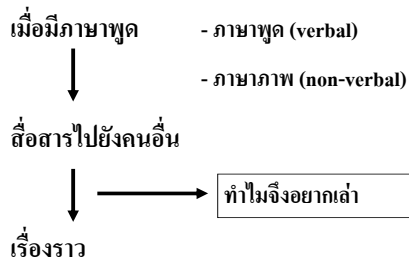 เมื่อมีภาษาพูด - ภาษาพูด (verbal)
- ภาษาภาพ (non-verbal)
สื่อสารไปยังคนอื่น
ทำไมจึงอยากเล่า
เรื่องราว